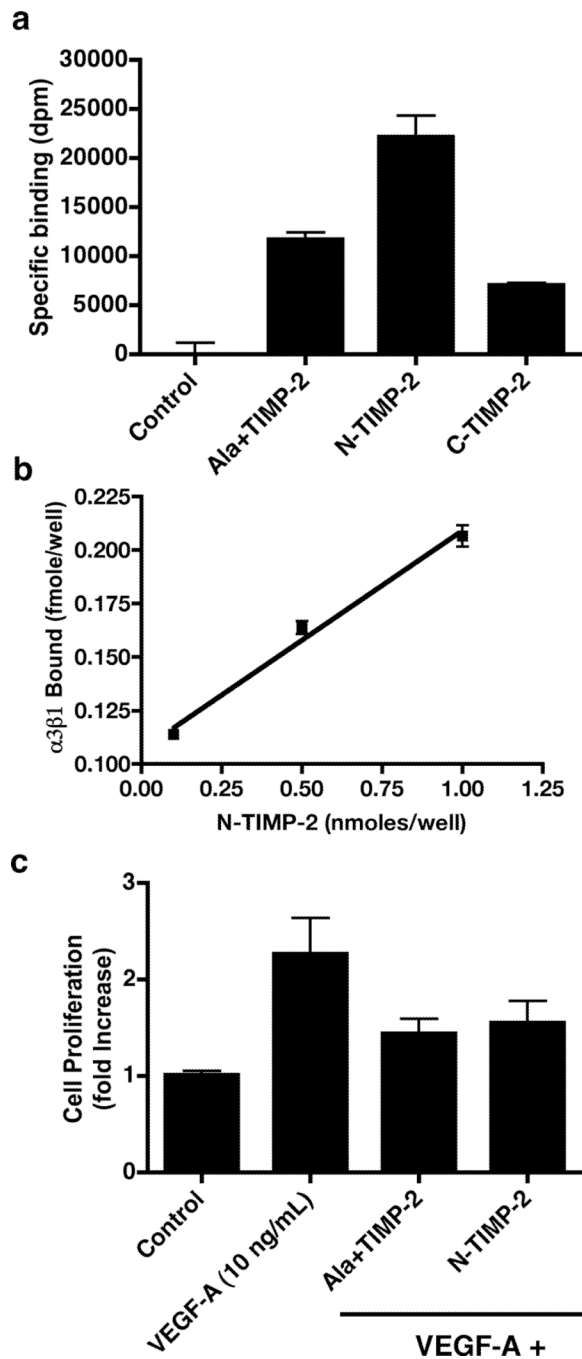 a
Specific binding (dpm)
30000
25000
20000
15000
10000
5000
0
Control
Ala+TIMP-2
N-TIMP-2
C-TIMP-2
b
α3β1 Bound (fmole/well)
0.225
0.200
0.175
0.150
0.125
0.100
0.00 0.25 0.50 0.75 1.00 1.25
N-TIMP-2 (nmoles/well)
c
Cell Proliferation
(fold Increase)
3
2
1
0
Control
VEGF-A (10 ng/mL)
Ala+TIMP-2
N-TIMP-2
VEGF-A +